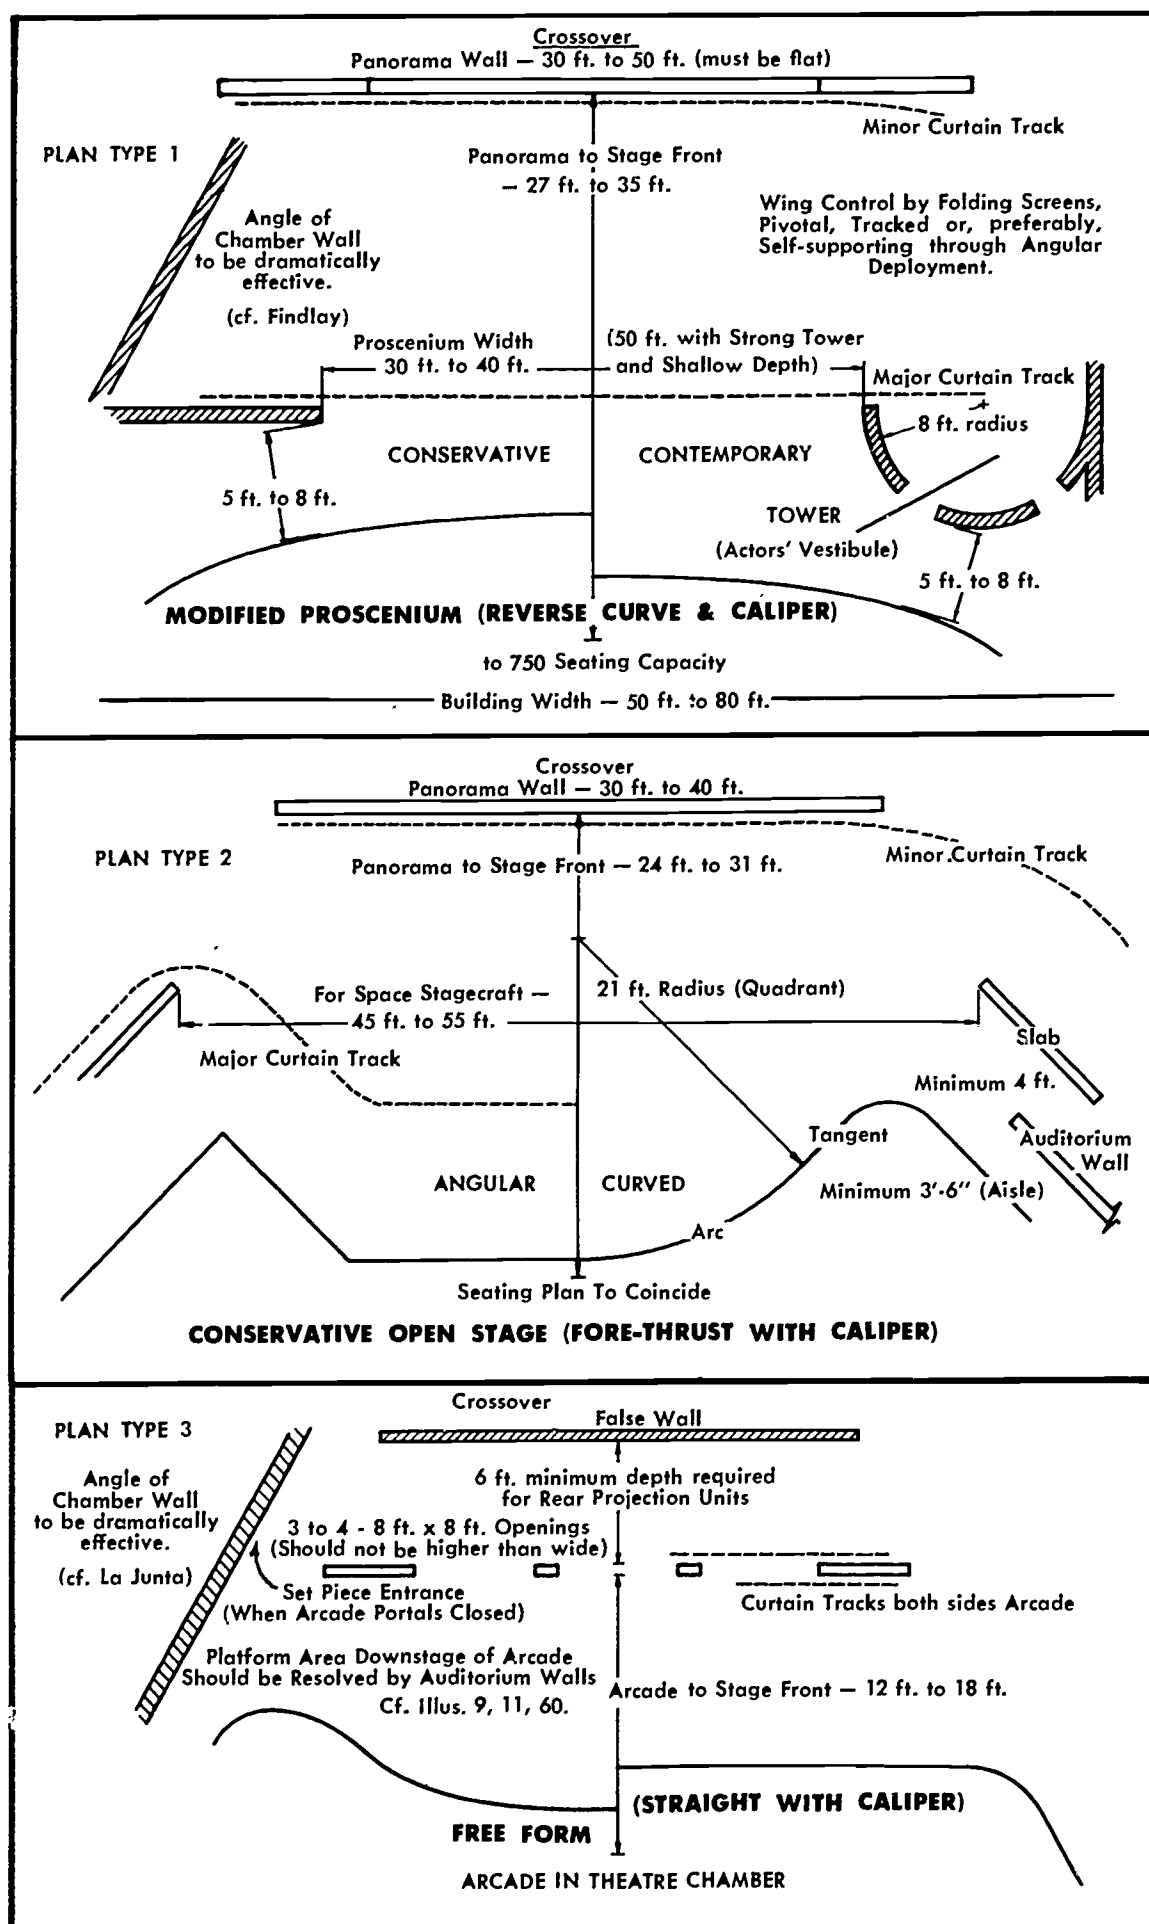 Crossover
Panorama Wall — 30 ft. to 50 ft. (must be flat)
Minor Curtain Track
PLAN TYPE 1
Panorama to Stage Front
— 27 ft. to 35 ft.
Angle of
Chamber Wall
to be dramatically
effective.
(cf. Findlay)
Wing Control by Folding Screens,
Pivotal, Tracked or, preferably,
Self-supporting through Angular
Deployment.
Proscenium Width
30 ft. to 40 ft.
(50 ft. with Strong Tower
and Shallow Depth)
Major Curtain Track
8 ft. radius
CONSERVATIVE
CONTEMPORARY
5 ft. to 8 ft.
TOWER
(Actors' Vestibule)
5 ft. to 8 ft.
MODIFIED PROSCENIUM (REVERSE CURVE & CALIPER)
to 750 Seating Capacity
Building Width — 50 ft. to 80 ft.
Crossover
Panorama Wall — 30 ft. to 40 ft.
PLAN TYPE 2
Minor Curtain Track
Panorama to Stage Front — 24 ft. to 31 ft.
For Space Stagecraft —
45 ft. to 55 ft.
21 ft. Radius (Quadrant)
Major Curtain Track
Slab
Minimum 4 ft.
Tangent
Auditorium
Wall
ANGULAR
CURVED
Minimum 3'-6" (Aisle)
Arc
Seating Plan To Coincide
CONSERVATIVE OPEN STAGE (FORE-THRUST WITH CALIPER)
PLAN TYPE 3
Crossover
False Wall
Angle of
Chamber Wall
to be dramatically
effective.
(cf. La Junta)
6 ft. minimum depth required
for Rear Projection Units
3 to 4 - 8 ft. x 8 ft. Openings
(Should not be higher than wide)
Set Piece Entrance
(When Arcade Portals Closed)
Curtain Tracks both sides Arcade
Platform Area Downstage of Arcade
Should be Resolved by Auditorium Walls
Cf. illus. 9, 11, 60.
Arcade to Stage Front — 12 ft. to 18 ft.
(STRAIGHT WITH CALIPER)
FREE FORM
ARCADE IN THEATRE CHAMBER